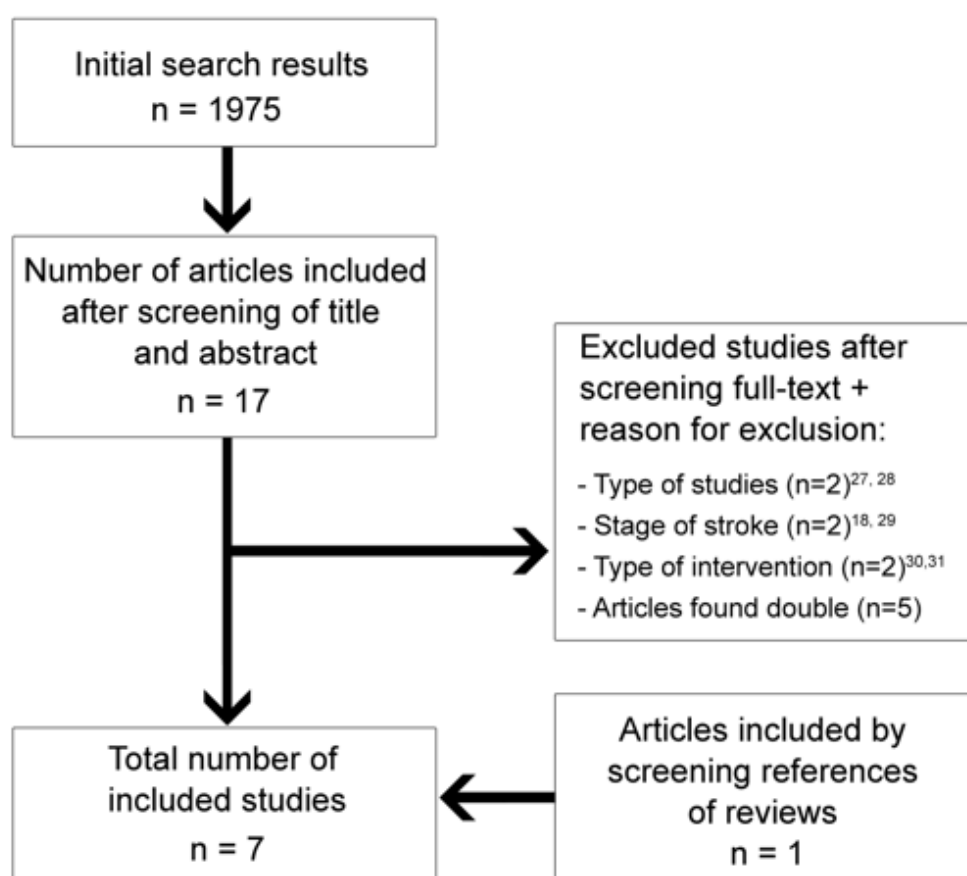 Initial search results
n = 1975
Number of articles included
after screening of title
and abstract
n = 17
Excluded studies after
screening full-text +
reason for exclusion:
- Type of studies (n=2)27, 28
- Stage of stroke (n=2)18, 29
- Type of intervention (n=2)30,31
- Articles found double (n=5)
Total number of
included studies
n = 7
Articles included by
screening references
of reviews
n = 1